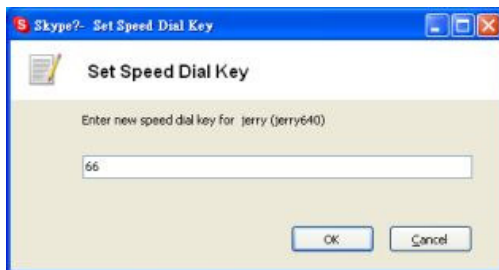 Skype?- Set Speed Dial Key
Set Speed Dial Key
Enter new speed dial key for jerry (jerry640)
66
OK Cancel